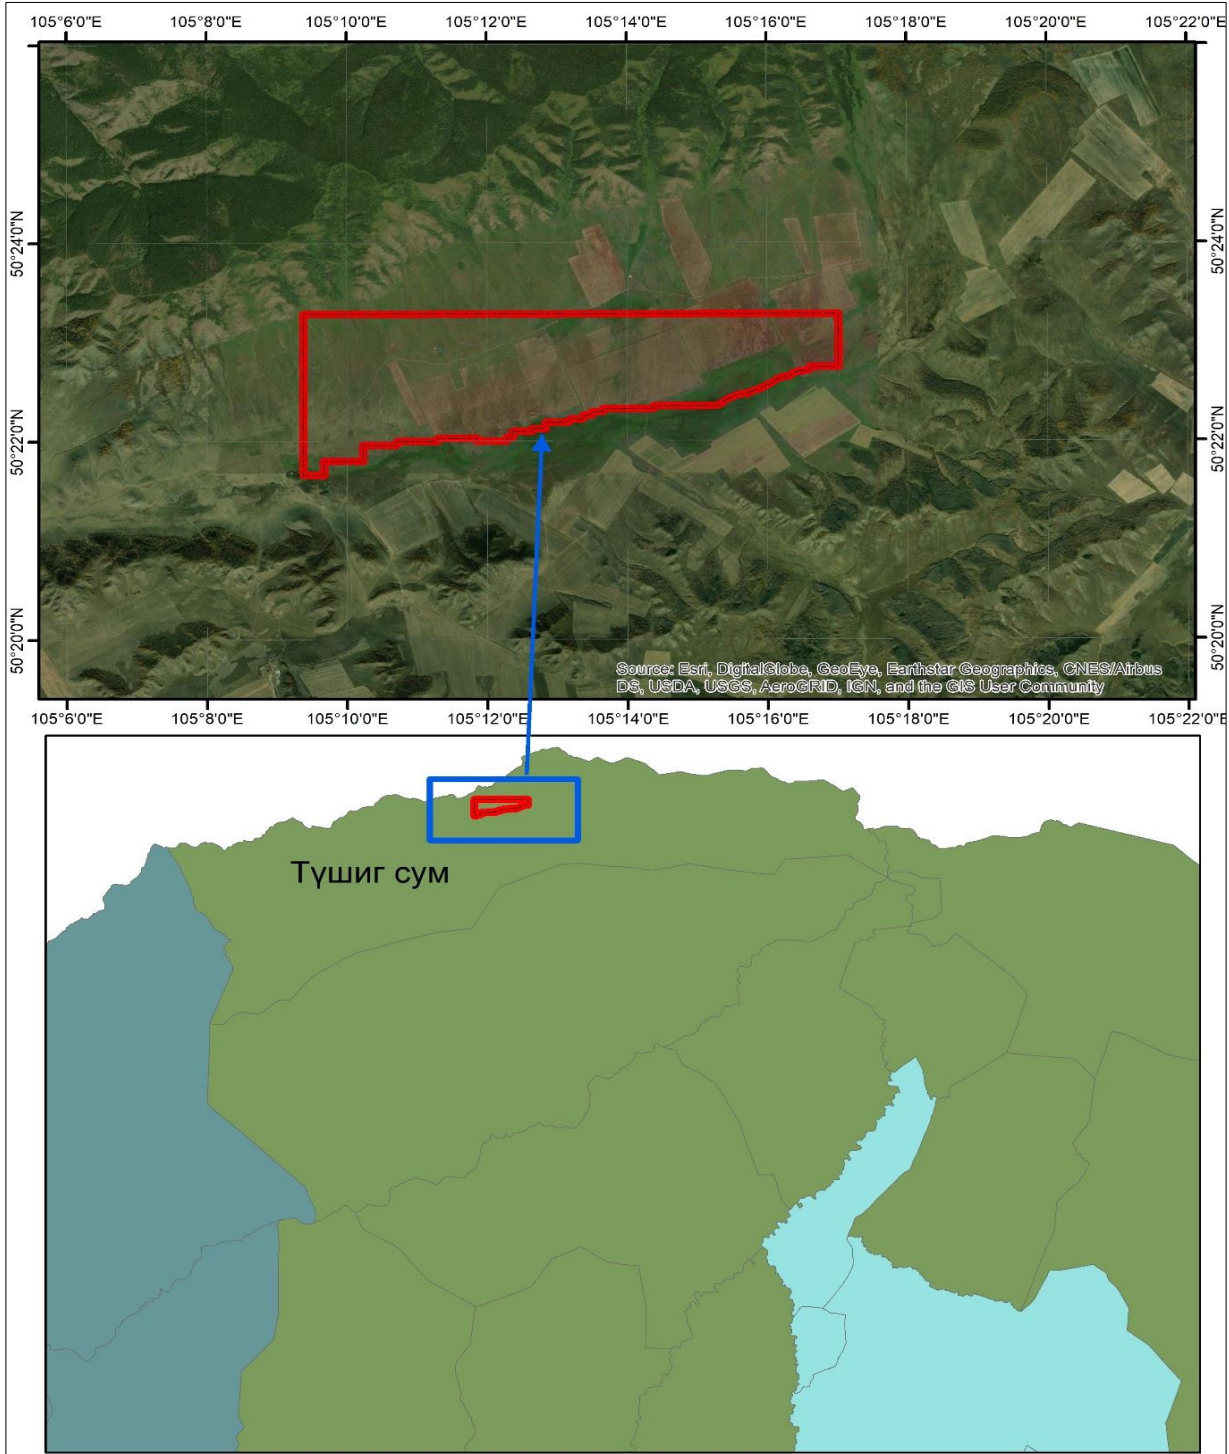 105°6'0"E 105°8'0"E 105°10'0"E 105°12'0"E 105°14'0"E 105°16'0"E 105°18'0"E 105°20'0"E 105°22'0"E
50°24'0"N 50°24'0"N
50°22'0"N 50°22'0"N
50°20'0"N 50°20'0"N
Source: Esri, DigitalGlobe, GeoEye, Earthstar Geographics, CNES/Airbus
DS, USDA, USGS, AeroGRID, IGN, and the GIS User Community
105°6'0"E 105°8'0"E 105°10'0"E 105°12'0"E 105°14'0"E 105°16'0"E 105°18'0"E 105°20'0"E 105°22'0"E
Түшиг сум